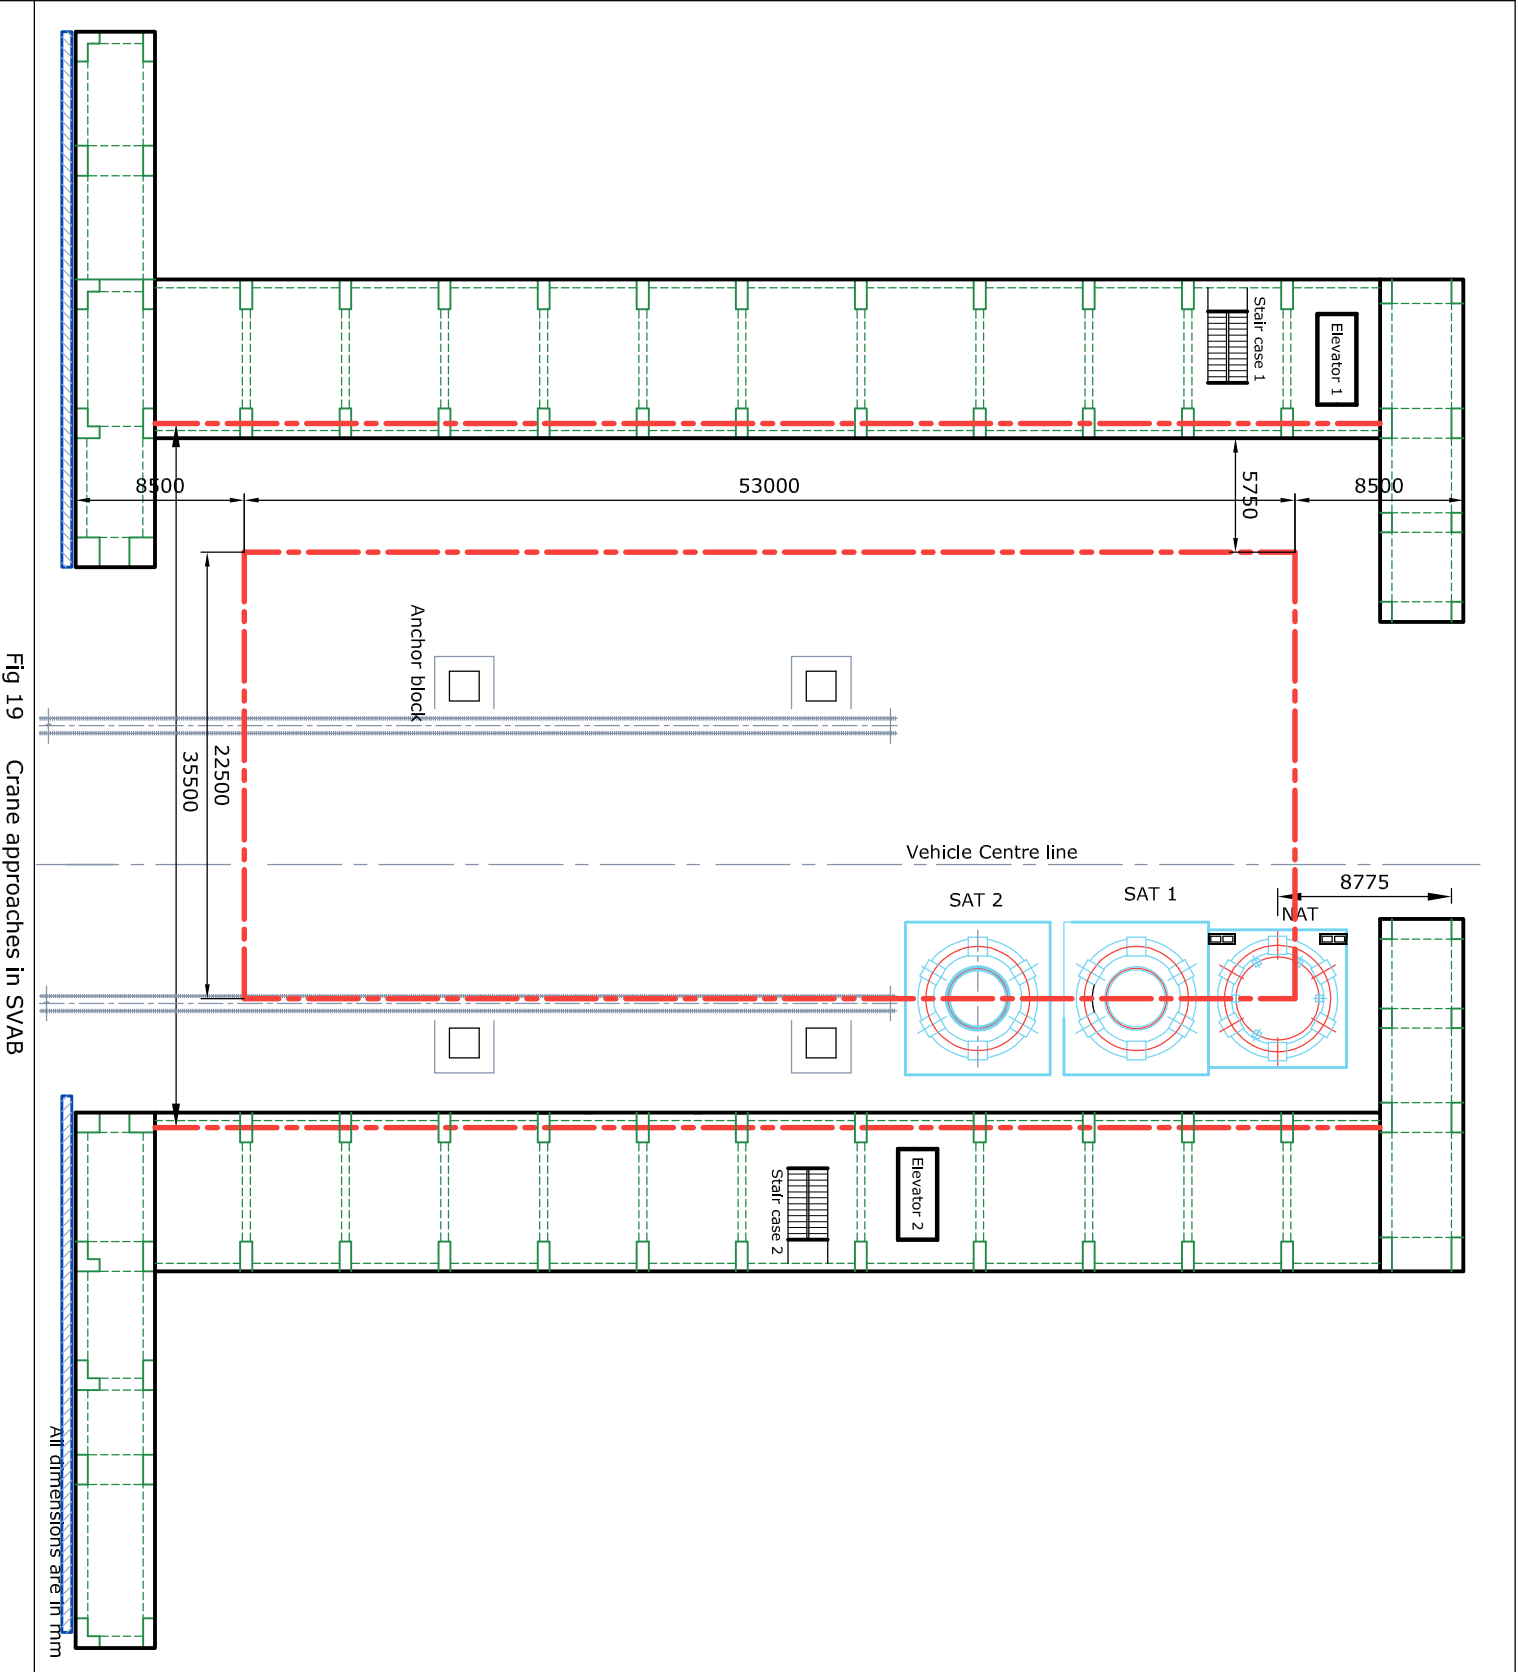 Elevator 1
Stair case 1
8500
53000
5750
8500
Anchor block
22500
35500
Vehicle Centre line
8775
SAT 2
SAT 1
NAT
Elevator 2
Stair case 2
Fig 19 Crane approaches in SVAB
All dimensions are in mm